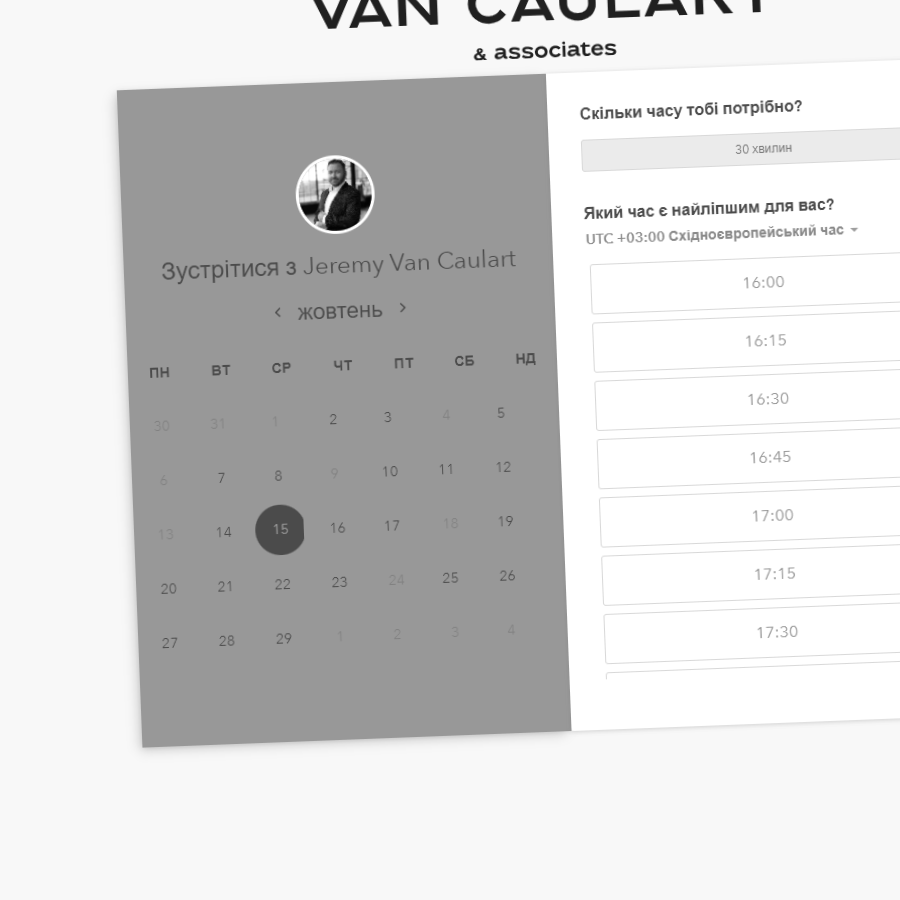 VAN CAULART
& associates
Зустрітися з Jeremy Van Caulart
жовтень
ПН ВТ СР ЧТ ПТ СБ НД
30 31 1 2 3 4 5
6 7 8 9 10 11 12
13 14 15 16 17 18 19
20 21 22 23 24 25 26
27 28 29 1 2 3 4
Скільки часу тобі потрібно?
30 хвилин
Який час є найліпшим для вас?
UTC +03:00 Східноєвропейський час
16:00
16:15
16:30
16:45
17:00
17:15
17:30